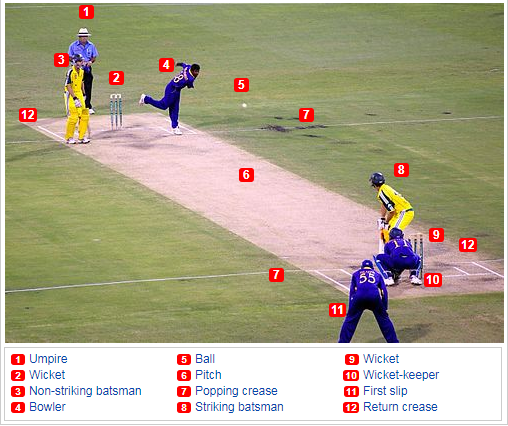 1
3
4
2
5
12
7
6
8
9
12
7
10
55
11
1 Umpire
2 Wicket
3 Non-striking batsman
4 Bowler
5 Ball
6 Pitch
7 Popping crease
8 Striking batsman
9 Wicket
10 Wicket-keeper
11 First slip
12 Return crease